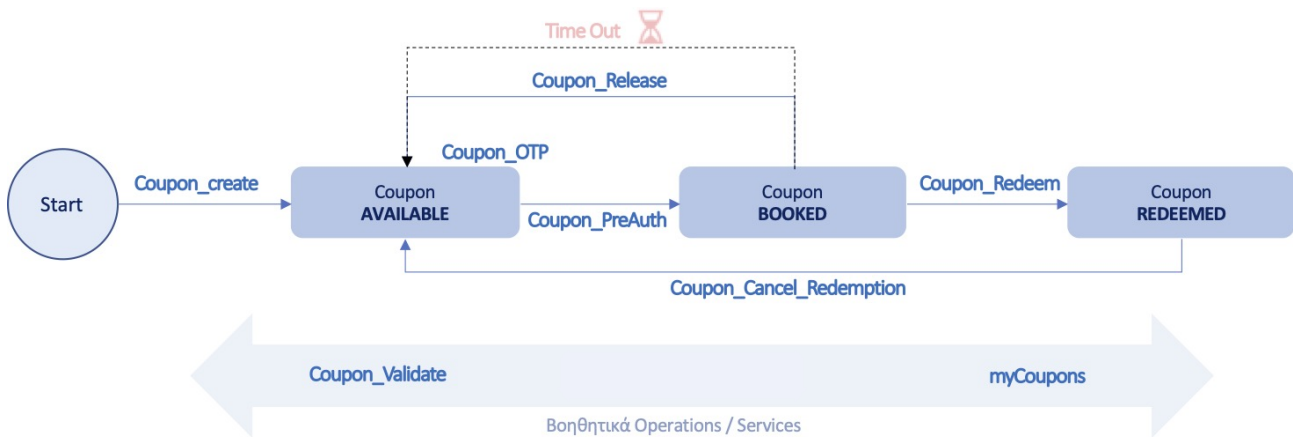 Time Out
Coupon_Release
Coupon_OTP
Coupon_create
Coupon_Redeem
Start
Coupon
AVAILABLE
Coupon
BOOKED
Coupon
REDEEMED
Coupon_PreAuth
Coupon_Cancel_Redemption
Coupon_Validate
myCoupons
Βοηθητικά Operations / Services